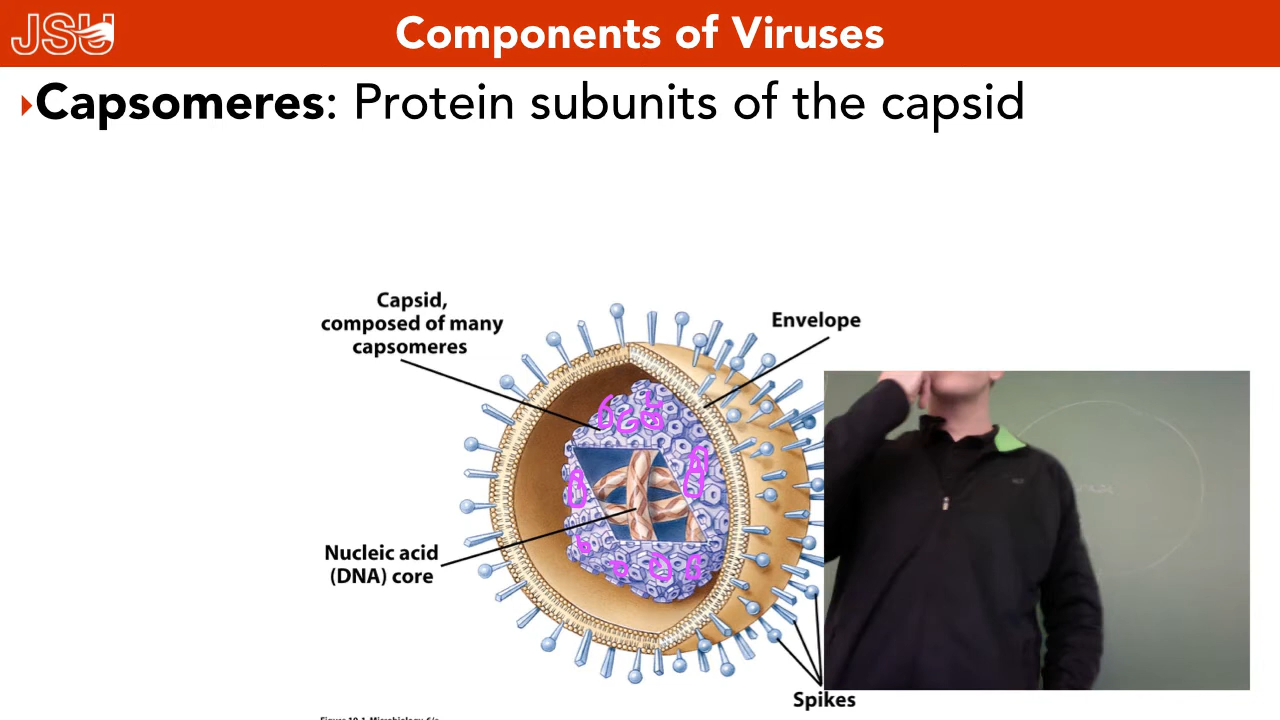 JSU
Components of Viruses
Capsomeres: Protein subunits of the capsid
Capsid,
composed of many
capsomeres
Envelope
Nucleic acid
(DNA) core
Spikes